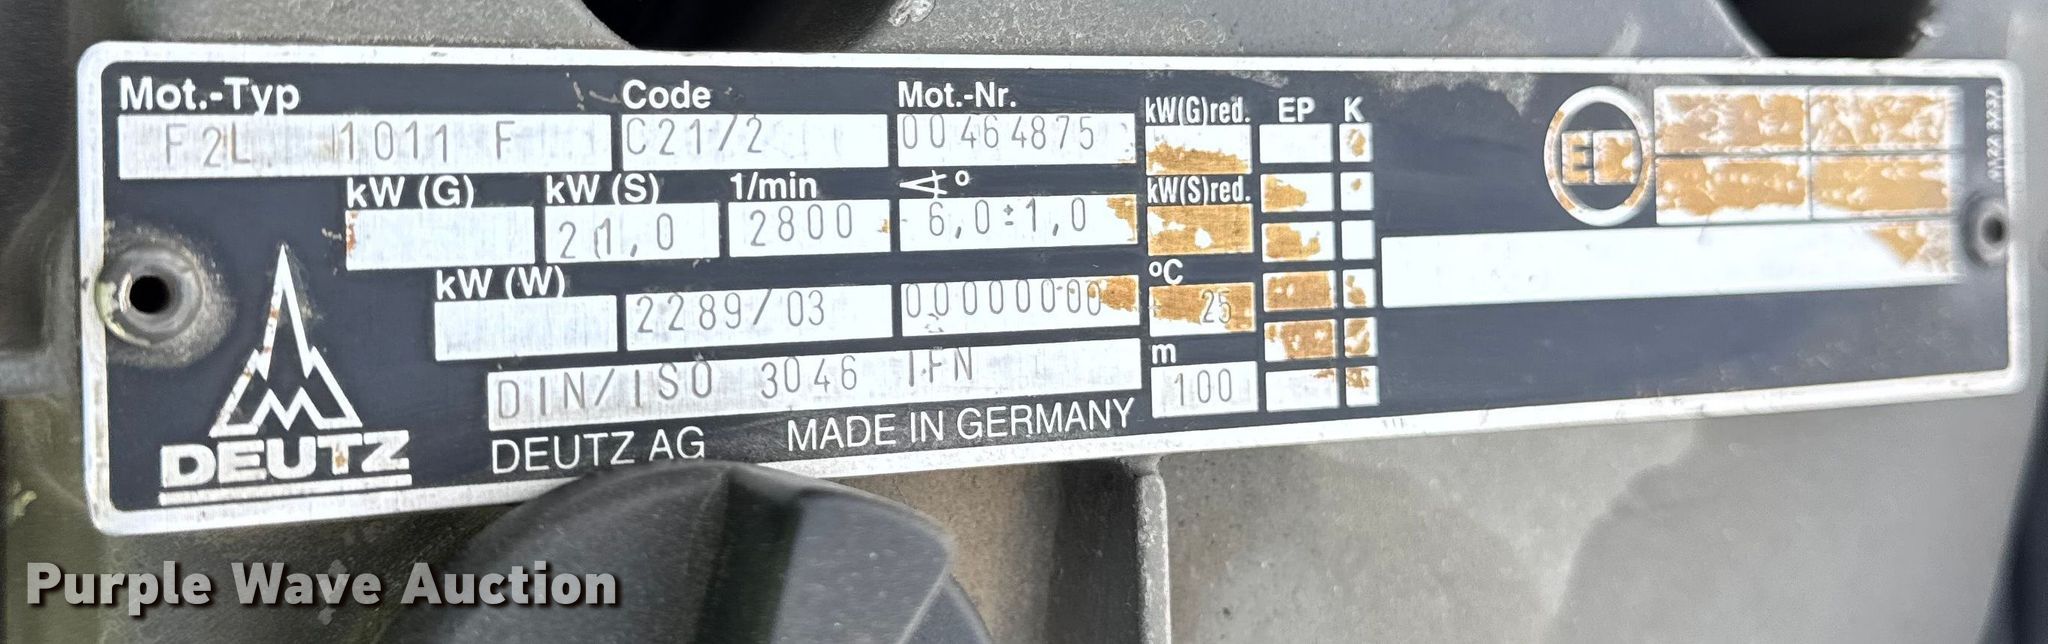 Mot.-Typ Code Mot.-Nr. kW(G)red. EP K
F2L 1011 F C21/2 00464875
kW (G) kW (S) 1/min ∢° kW(S)red.
21,0 2800 6,0±1,0
kW (W) °C
2289/03 00000000 25
DIN/ISO 3046 IFN m
100
DEUTZ DEUTZ AG MADE IN GERMANY
Purple Wave Auction